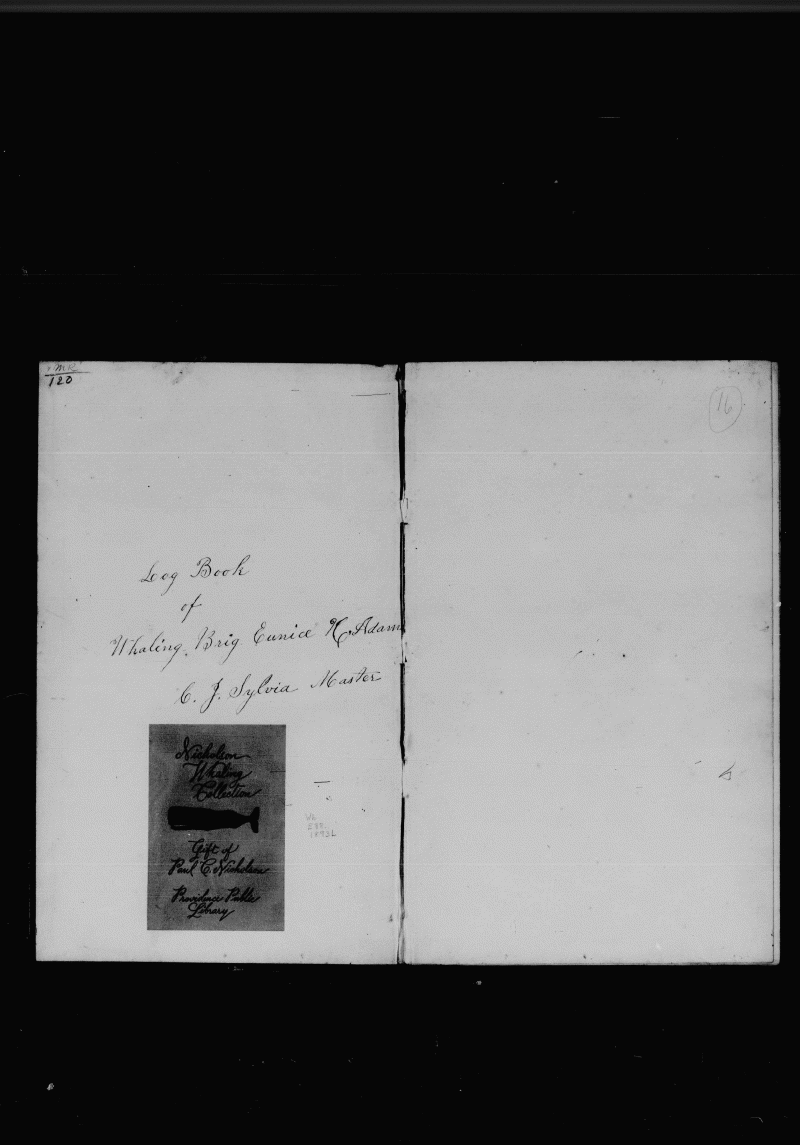 120
16
Log Book
of
Whaling Brig Eunice H. Adam
C. J. Sylvia Master
Nicholson
Whaling
Collection
Gift of
Paul C. Nicholson
Providence Public
Library